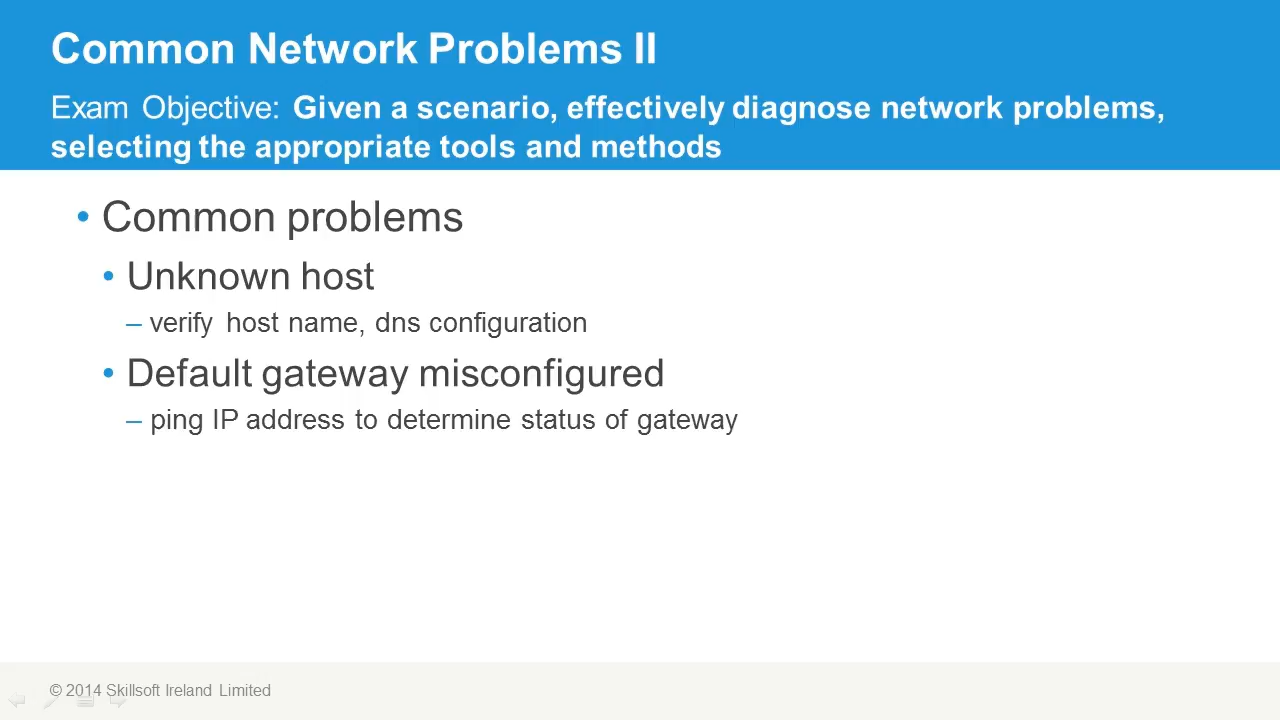 Common Network Problems II
Exam Objective: Given a scenario, effectively diagnose network problems,
selecting the appropriate tools and methods
• Common problems
• Unknown host
– verify host name, dns configuration
• Default gateway misconfigured
– ping IP address to determine status of gateway
© 2014 Skillsoft Ireland Limited